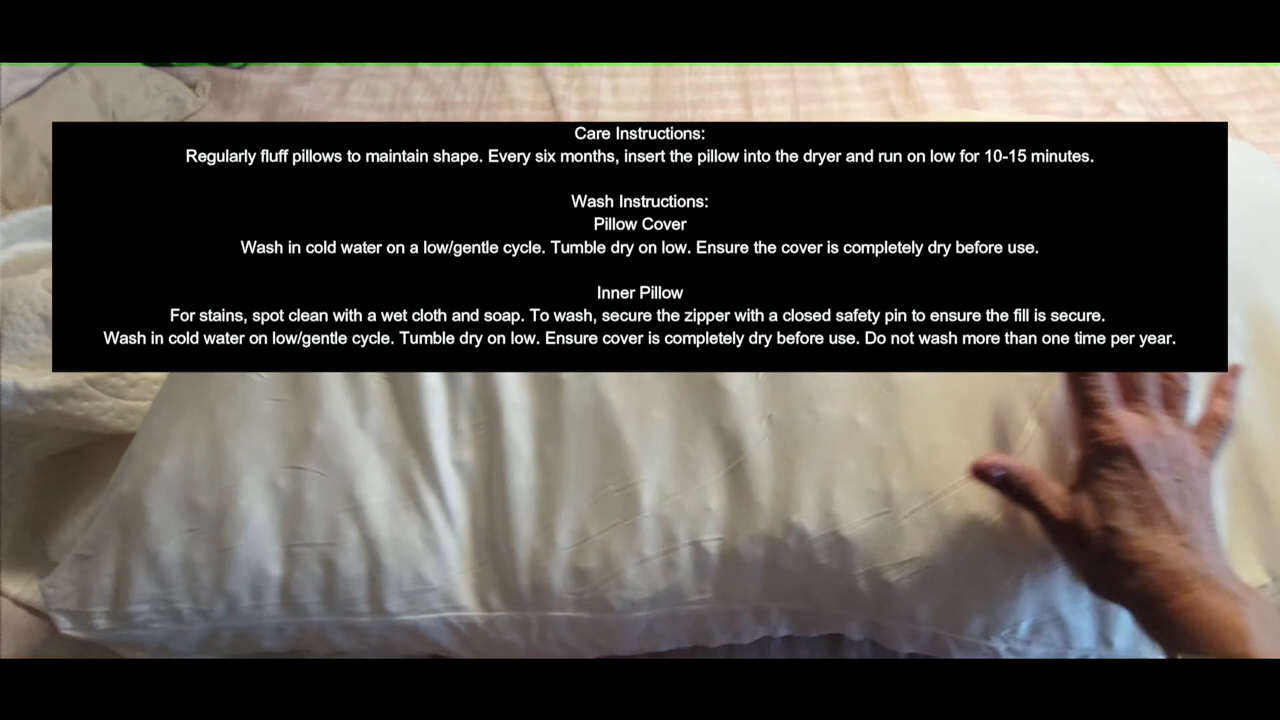 Care Instructions:
Regularly fluff pillows to maintain shape. Every six months, insert the pillow into the dryer and run on low for 10-15 minutes.
Wash Instructions:
Pillow Cover
Wash in cold water on a low/gentle cycle. Tumble dry on low. Ensure the cover is completely dry before use.
Inner Pillow
For stains, spot clean with a wet cloth and soap. To wash, secure the zipper with a closed safety pin to ensure the fill is secure.
Wash in cold water on low/gentle cycle. Tumble dry on low. Ensure cover is completely dry before use. Do not wash more than one time per year.